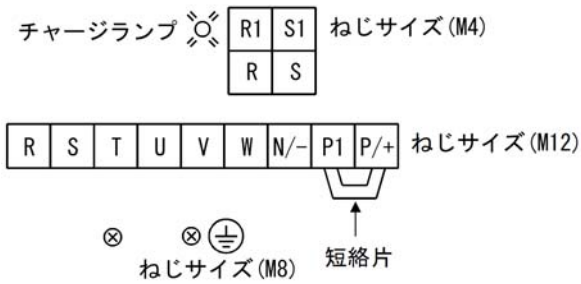 チャージランプ R1 S1 ねじサイズ(M4)
R S
R S T U V W N/- P1 P/+ ねじサイズ(M12)
短絡片
ねじサイズ(M8)